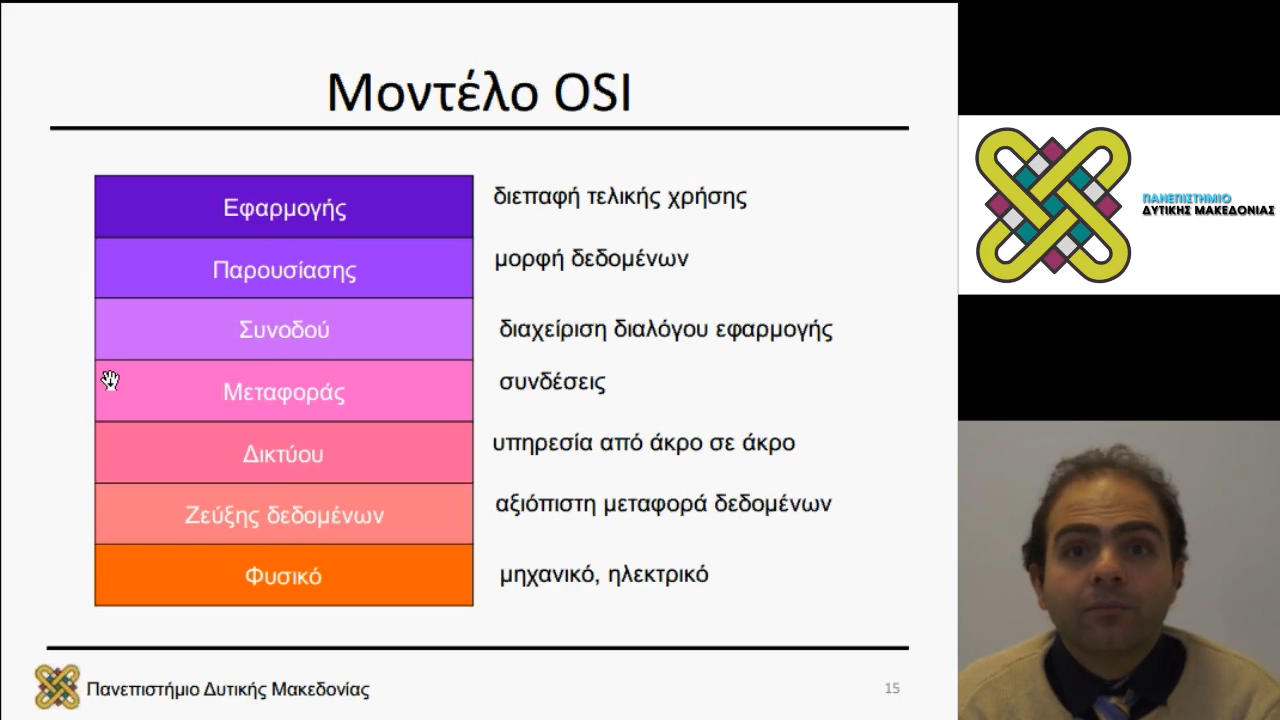 Μοντέλο OSI
Εφαρμογής διεπαφή τελικής χρήσης
Παρουσίασης μορφή δεδομένων
Συνοδού διαχείριση διαλόγου εφαρμογής
Μεταφοράς συνδέσεις
Δικτύου υπηρεσία από άκρο σε άκρο
Ζεύξης δεδομένων αξιόπιστη μεταφορά δεδομένων
Φυσικό μηχανικό, ηλεκτρικό
Πανεπιστήμιο Δυτικής Μακεδονίας 15
ΠΑΝΕΠΙΣΤΗΜΙΟ
ΔΥΤΙΚΗΣ ΜΑΚΕΔΟΝΙΑΣ